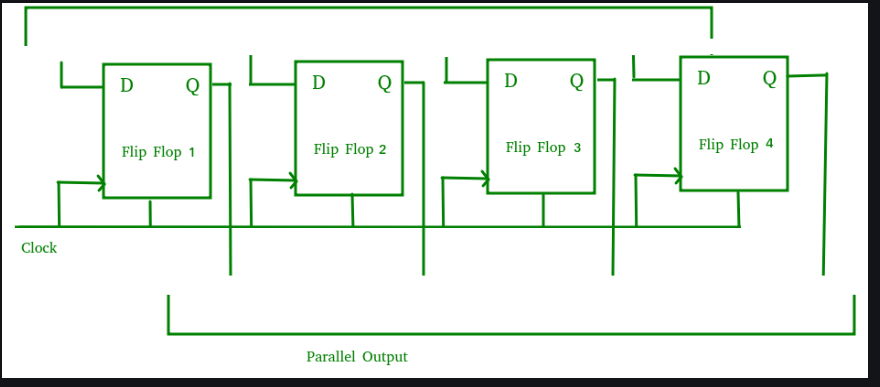 D Q
Flip Flop 1
D Q
Flip Flop 2
D Q
Flip Flop 3
D Q
Flip Flop 4
Clock
Parallel Output